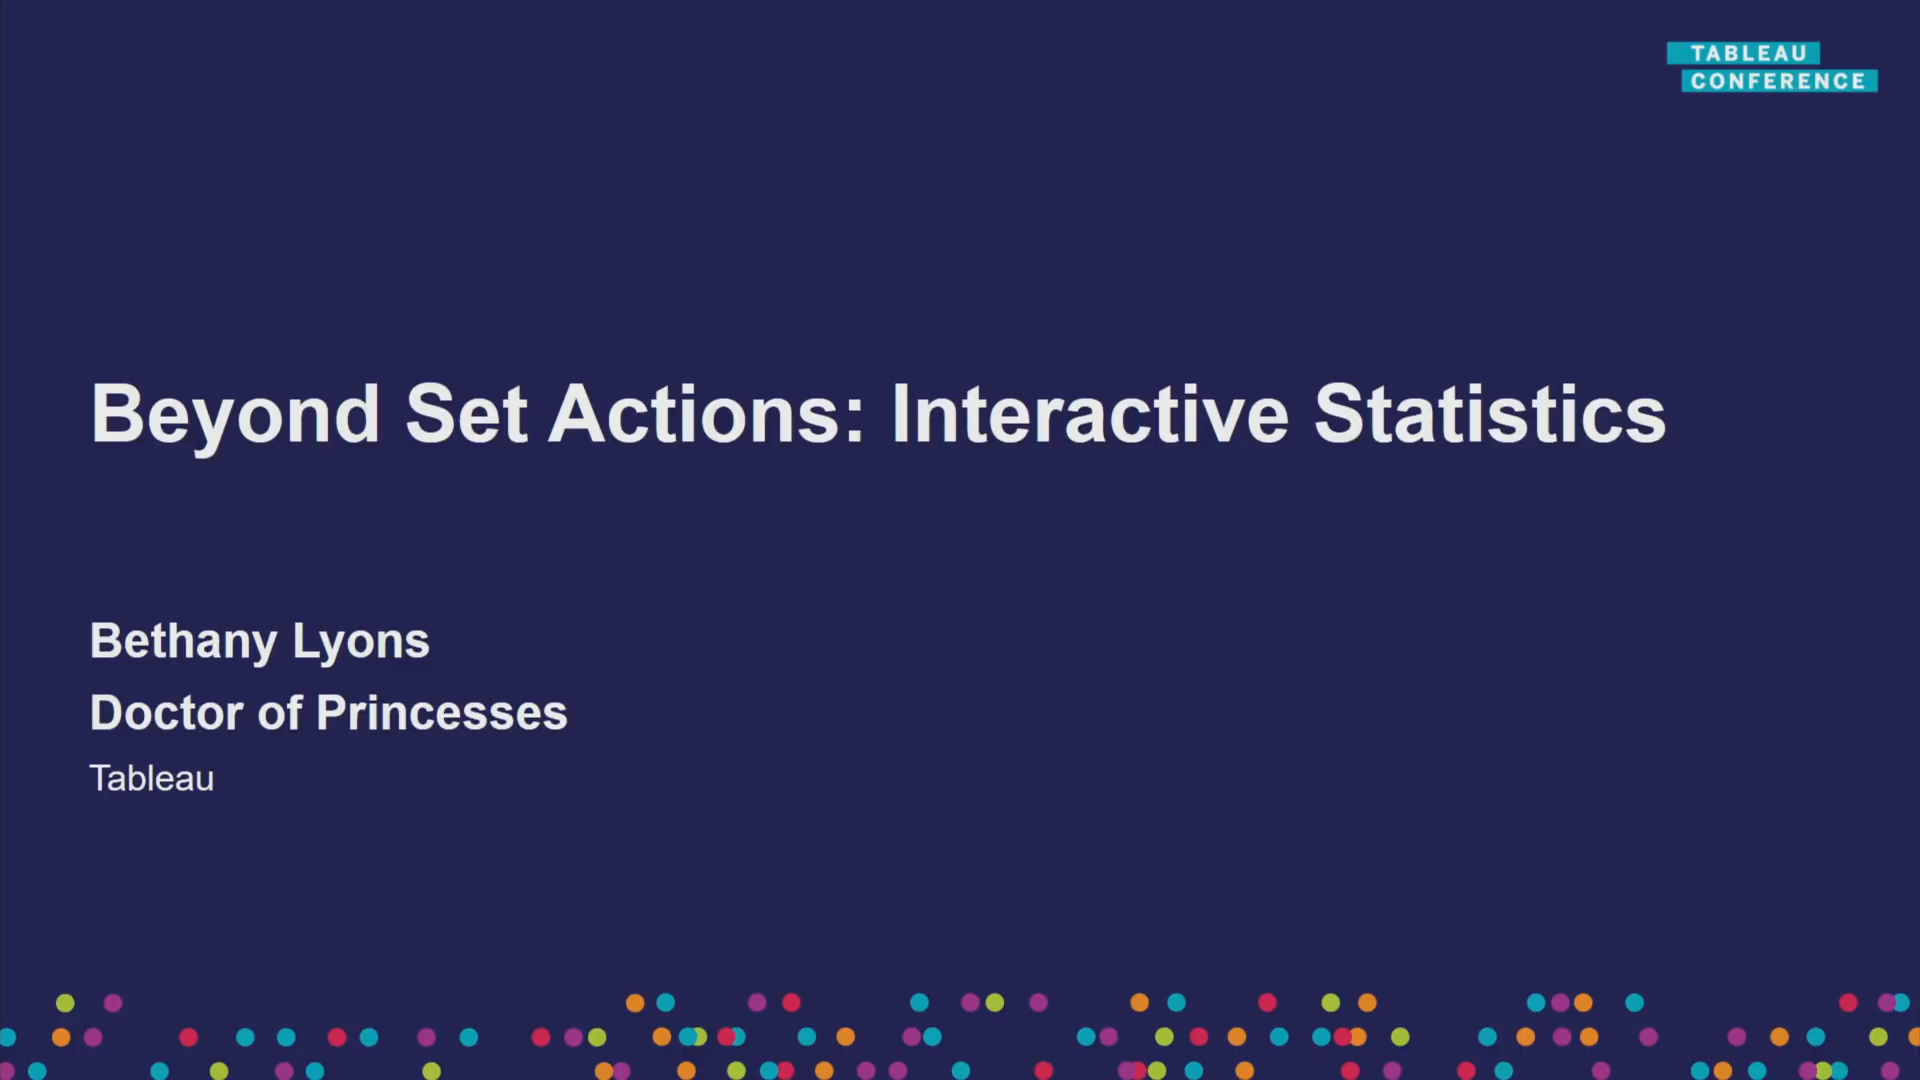 TABLEAU
CONFERENCE
Beyond Set Actions: Interactive Statistics
Bethany Lyons
Doctor of Princesses
Tableau